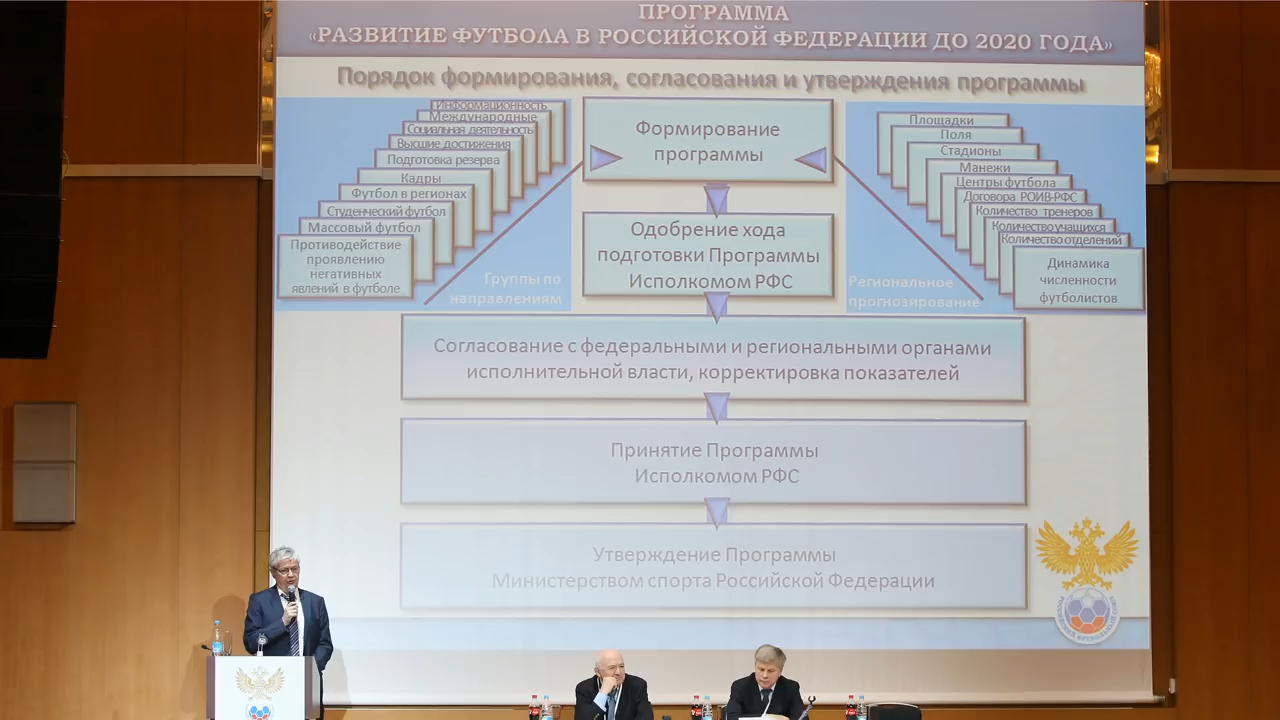 ПРОГРАММА
«РАЗВИТИЕ ФУТБОЛА В РОССИЙСКОЙ ФЕДЕРАЦИИ ДО 2020 ГОДА»
Порядок формирования, согласования и утверждения программы
Информационность
Международные
Социальная деятельность
Высшие достижения
Подготовка резерва
Кадры
Футбол в регионах
Студенческий футбол
Массовый футбол
Противодействие
проявлению
негативных
явлений в футболе
Группы по
направлениям
Формирование
программы
Одобрение хода
подготовки Программы
Исполкомом РФС
Площадки
Поля
Стадионы
Манежи
Центры футбола
Договора РОИВ-РФС
Количество тренеров
Количество учащихся
Количество отделений
Динамика
численности
футболистов
Региональное
прогнозирование
Согласование с федеральными и региональными органами
исполнительной власти, корректировка показателей
Принятие Программы
Исполкомом РФС
Утверждение Программы
Министерством спорта Российской Федерации
РОССИЙСКИЙ ФУТБОЛЬНЫЙ СОЮЗ